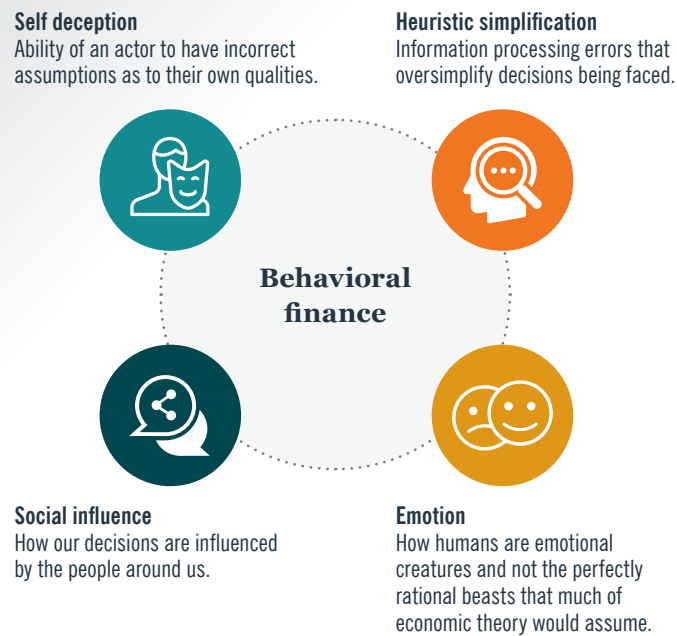 Self deception
Ability of an actor to have incorrect
assumptions as to their own qualities.
Heuristic simplification
Information processing errors that
oversimplify decisions being faced.
Behavioral
finance
Social influence
How our decisions are influenced
by the people around us.
Emotion
How humans are emotional
creatures and not the perfectly
rational beasts that much of
economic theory would assume.